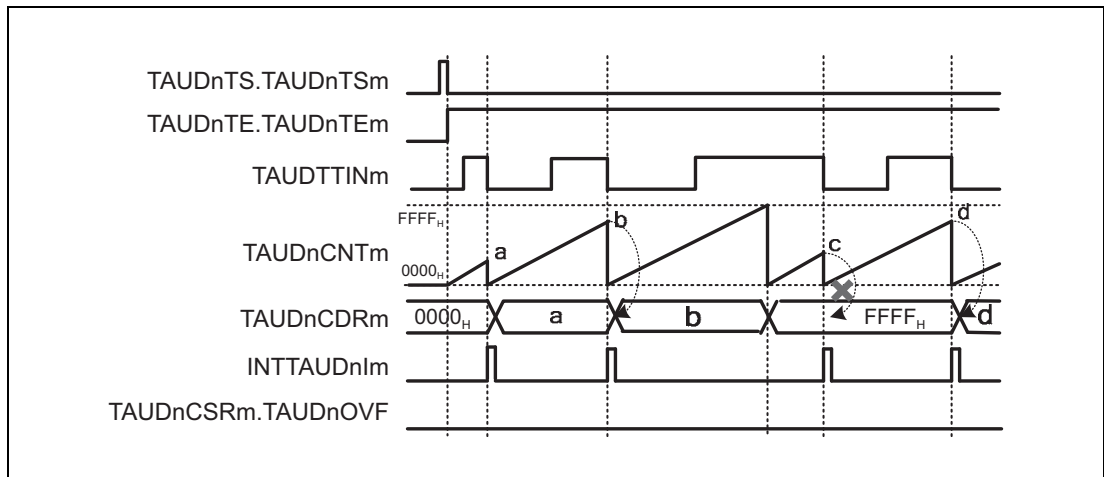 TAUDnTS.TAUDnTSm
TAUDnTE.TAUDnTEm
TAUDTTINm
FFFFH
TAUDnCNTm
0000H
a
b
c
d
TAUDnCDRm
0000H
a
b
FFFFH
d
INTTAUDnIm
TAUDnCSRm.TAUDnOVF